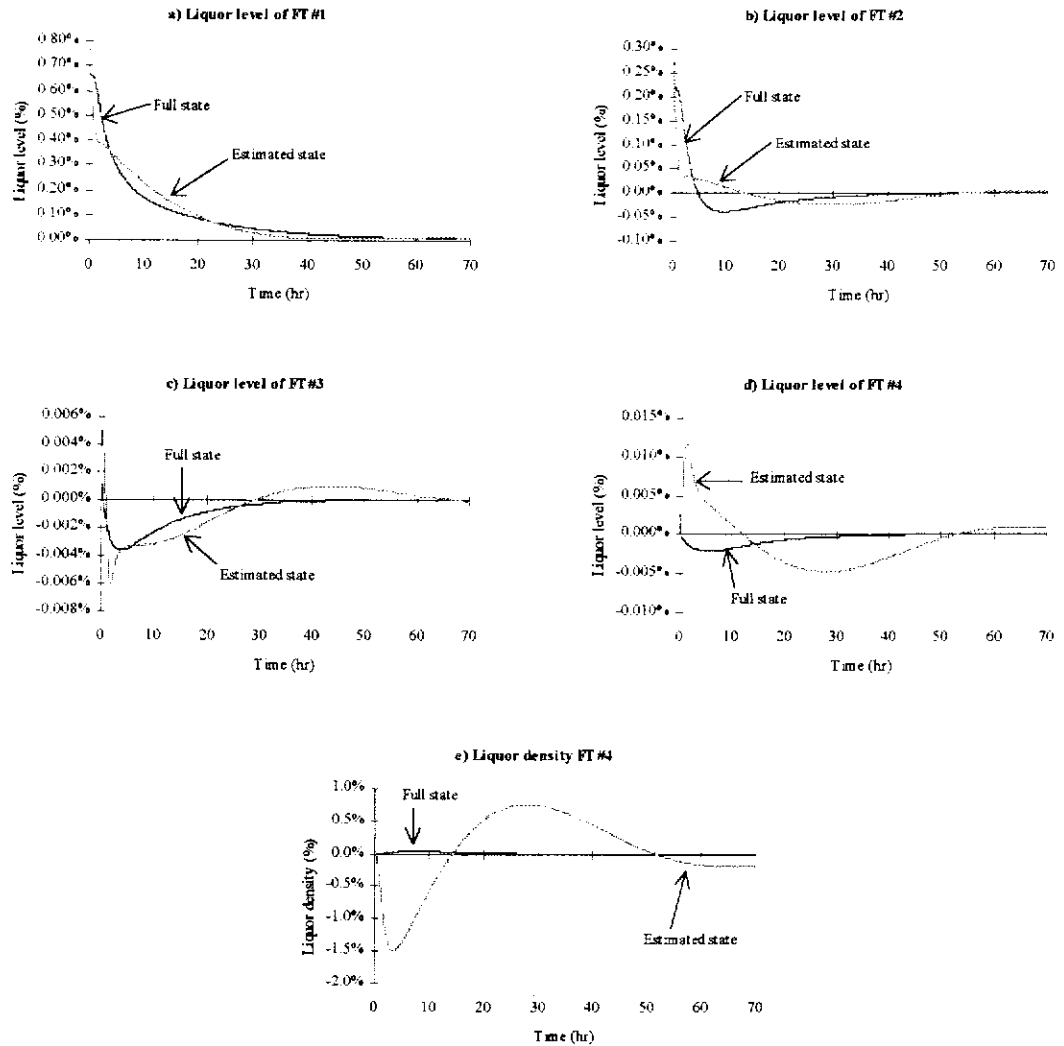 a) Liquor level of FT#1
0.80%
0.70%
0.60%
0.50%
0.40%
0.30%
0.20%
0.10%
0.00%
Liquor level (%)
Full state
Estimated state
0 10 20 30 40 50 60 70
Time (hr)
b) Liquor level of FT#2
0.30%
0.25%
0.20%
0.15%
0.10%
0.05%
0.00%
-0.05%
-0.10%
Liquor level (%)
Full state
Estimated state
0 10 20 30 40 50 60 70
Time (hr)
c) Liquor level of FT#3
0.006%
0.004%
0.002%
0.000%
-0.002%
-0.004%
-0.006%
-0.008%
Liquor level (%)
Full state
Estimated state
0 10 20 30 40 50 60 70
Time (hr)
d) Liquor level of FT#4
0.015%
0.010%
0.005%
0.000%
-0.005%
-0.010%
Liquor level (%)
Estimated state
Full state
0 10 20 30 40 50 60 70
Time (hr)
e) Liquor density FT#4
1.0%
0.5%
0.0%
-0.5%
-1.0%
-1.5%
-2.0%
Liquor density (%)
Full state
Estimated state
0 10 20 30 40 50 60 70
Time (hr)